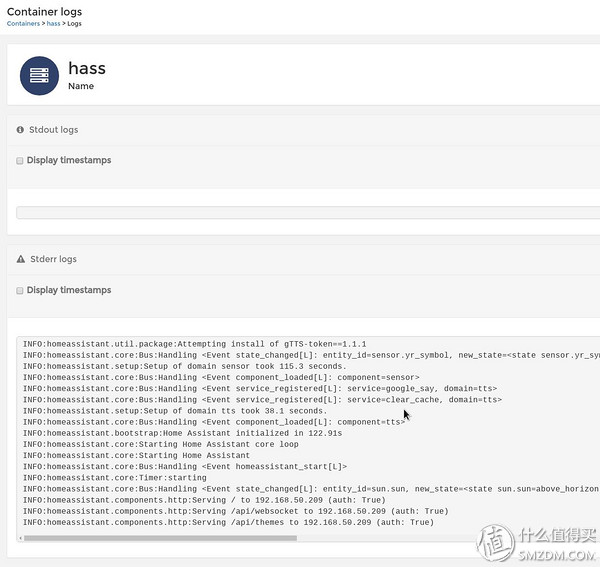 Container logs
Containers > hass > Logs
hass
Name
Stdout logs
Display timestamps
Stderr logs
Display timestamps
INFO:homeassistant.util.package:Attempting install of gTTS-token==1.1.1
INFO:homeassistant.core:Bus:Handling <Event state_changed[L]: entity_id=sensor.yr_symbol, new_state=<state sensor.yr_sy
INFO:homeassistant.setup:Setup of domain sensor took 115.3 seconds.
INFO:homeassistant.core:Bus:Handling <Event component_loaded[L]: component=sensor>
INFO:homeassistant.core:Bus:Handling <Event service_registered[L]: service=google_say, domain=tts>
INFO:homeassistant.core:Bus:Handling <Event service_registered[L]: service=clear_cache, domain=tts>
INFO:homeassistant.setup:Setup of domain tts took 38.1 seconds.
INFO:homeassistant.core:Bus:Handling <Event component_loaded[L]: component=tts>
INFO:homeassistant.bootstrap:Home Assistant initialized in 122.91s
INFO:homeassistant.core:Starting Home Assistant core loop
INFO:homeassistant.core:Starting Home Assistant
INFO:homeassistant.core:Bus:Handling <Event homeassistant_start[L]>
INFO:homeassistant.core:Timer:starting
INFO:homeassistant.core:Bus:Handling <Event state_changed[L]: entity_id=sun.sun, new_state=<state sun.sun=above_horizon
INFO:homeassistant.components.http:Serving / to 192.168.50.209 (auth: True)
INFO:homeassistant.components.http:Serving /api/websocket to 192.168.50.209 (auth: True)
INFO:homeassistant.components.http:Serving /api/themes to 192.168.50.209 (auth: True)
值 什么值得买
SMZDM.COM